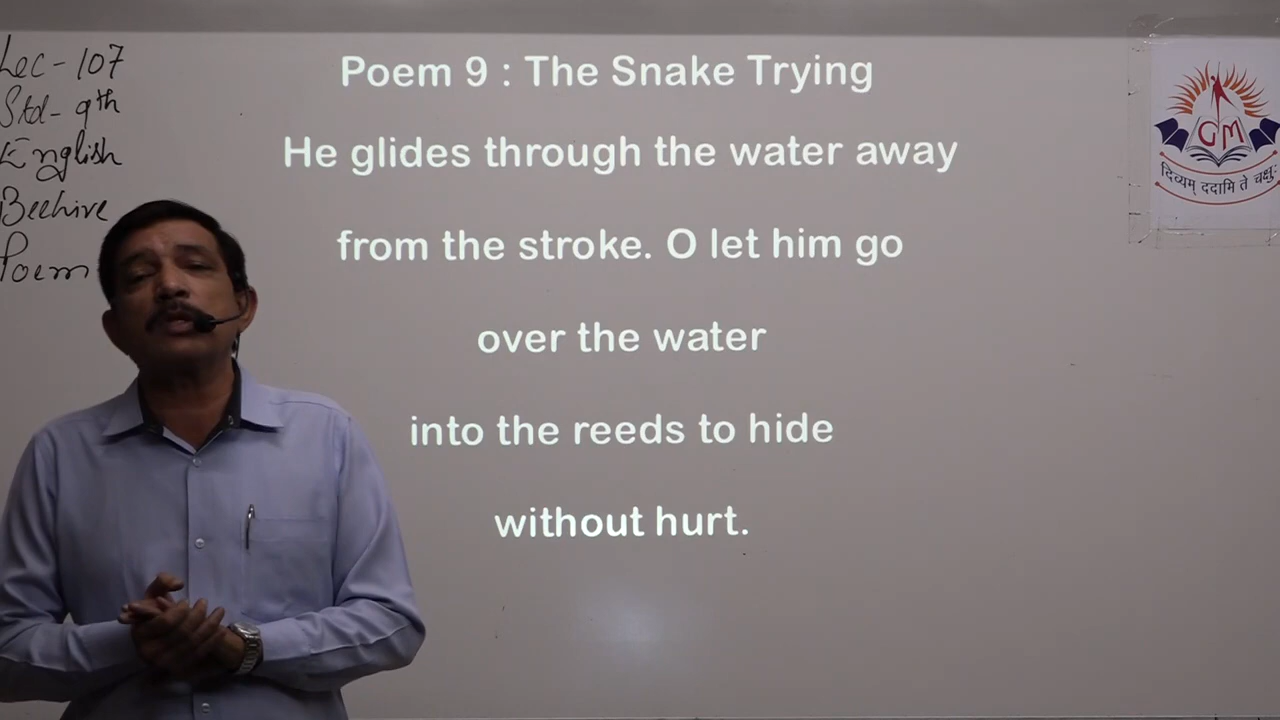 Lec - 107
Std - 9th
English
Beehive
Poem
Poem 9 : The Snake Trying
He glides through the water away
from the stroke. O let him go
over the water
into the reeds to hide
without hurt.
GM
दिव्यम् ददामि ते चक्षुः